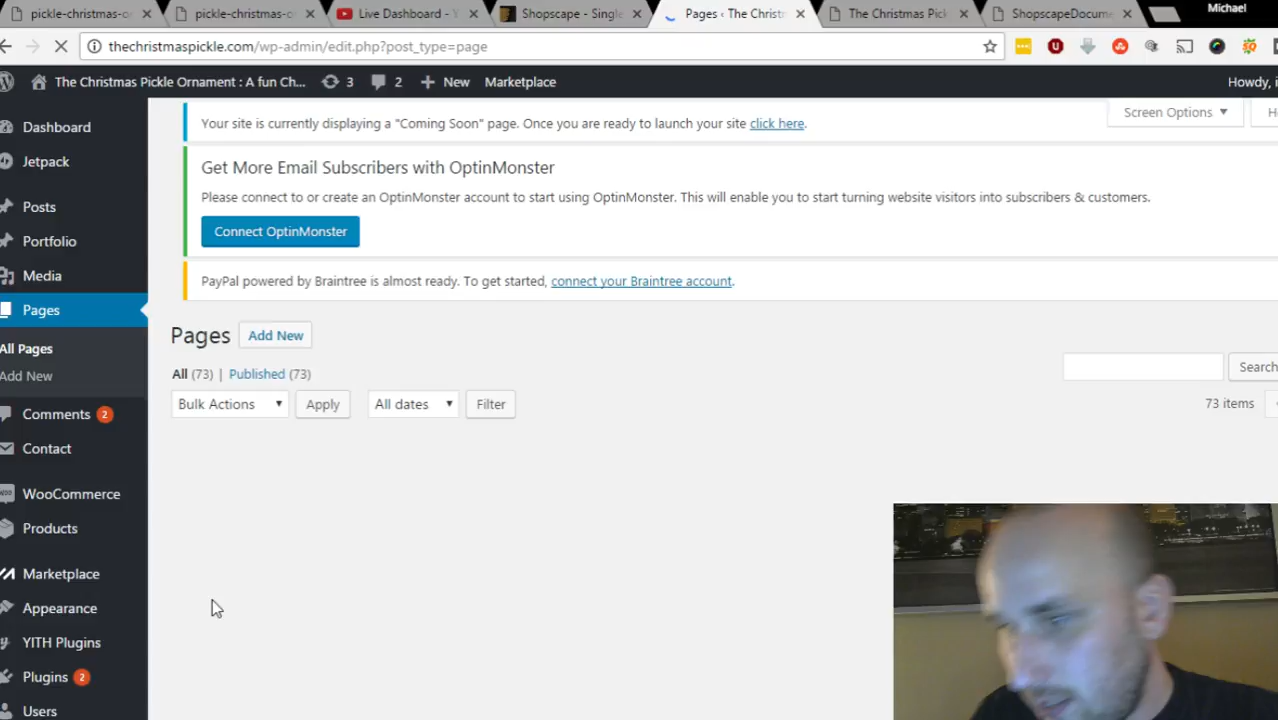 pickle-christmas-o
pickle-christmas-o
Live Dashboard - Y
Shopscape - Single
Pages ‹ The Christ
The Christmas Pick
ShopscapeDocume
Michael
thechristmaspickle.com/wp-admin/edit.php?post_type=page
The Christmas Pickle Ornament : A fun Ch... 3 2 + New Marketplace Howdy, i
Dashboard
Jetpack
Posts
Portfolio
Media
Pages
All Pages
Add New
Comments 2
Contact
WooCommerce
Products
Marketplace
Appearance
YITH Plugins
Plugins 2
Users
Screen Options ▼ He
Your site is currently displaying a "Coming Soon" page. Once you are ready to launch your site click here.
Get More Email Subscribers with OptinMonster
Please connect to or create an OptinMonster account to start using OptinMonster. This will enable you to start turning website visitors into subscribers & customers.
Connect OptinMonster
PayPal powered by Braintree is almost ready. To get started, connect your Braintree account.
Pages Add New
All (73) | Published (73)
Search
Bulk Actions Apply All dates Filter 73 items